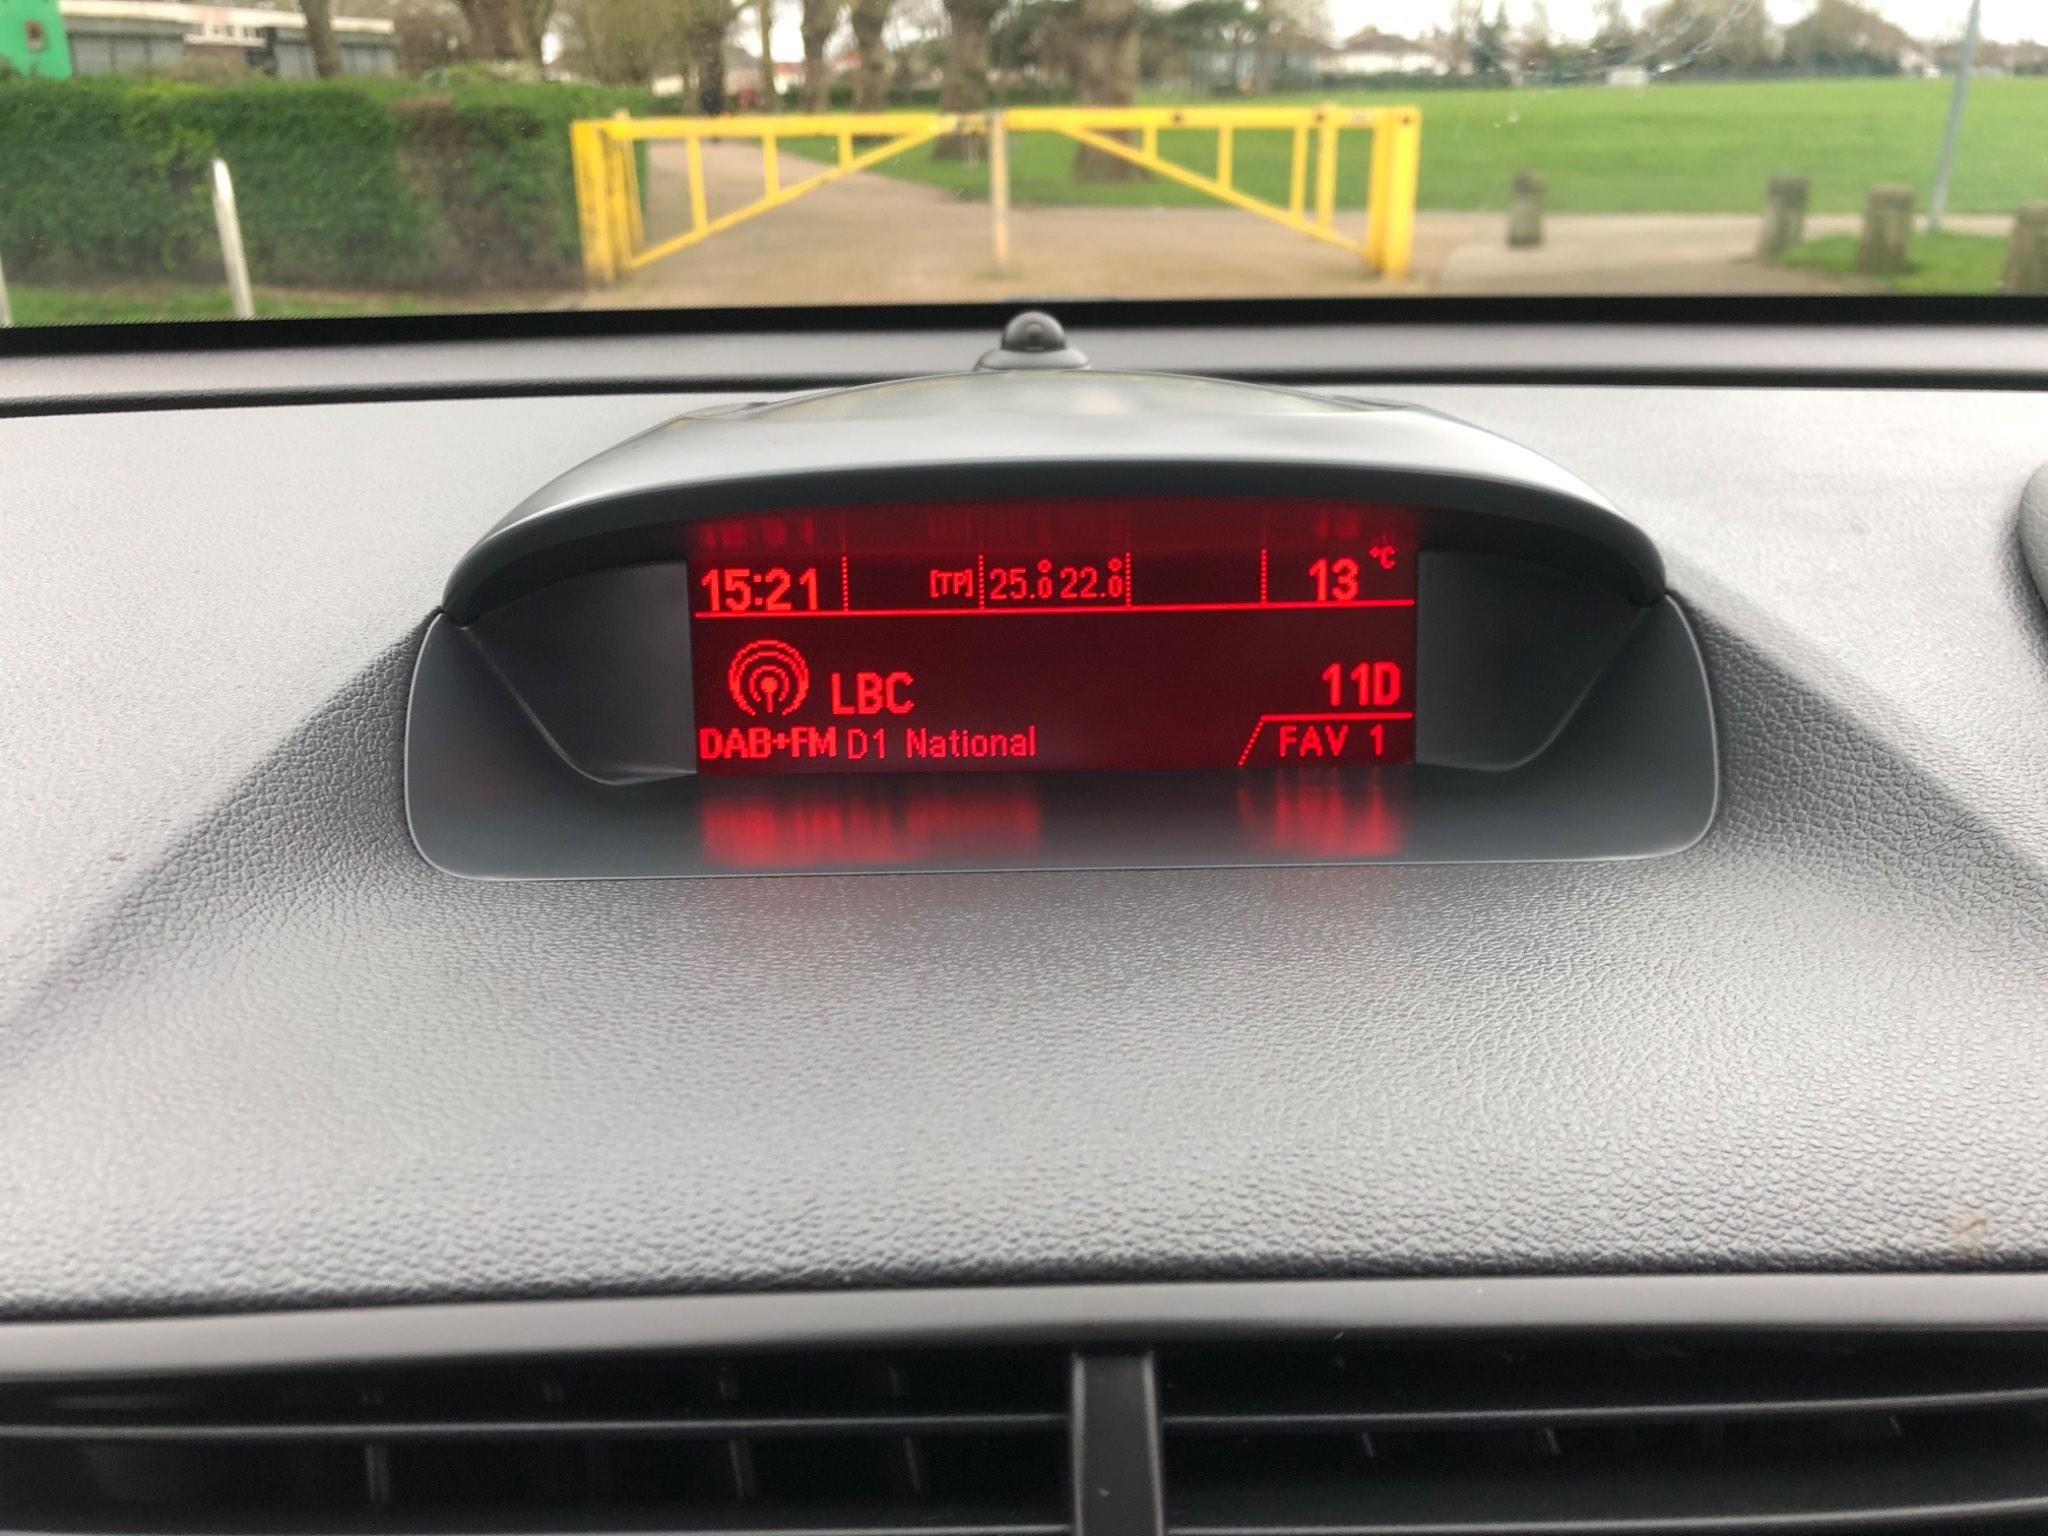 15:21 [TP] 25.0° 22.0° 13 °C
LBC 11D
DAB+FM D1 National FAV 1